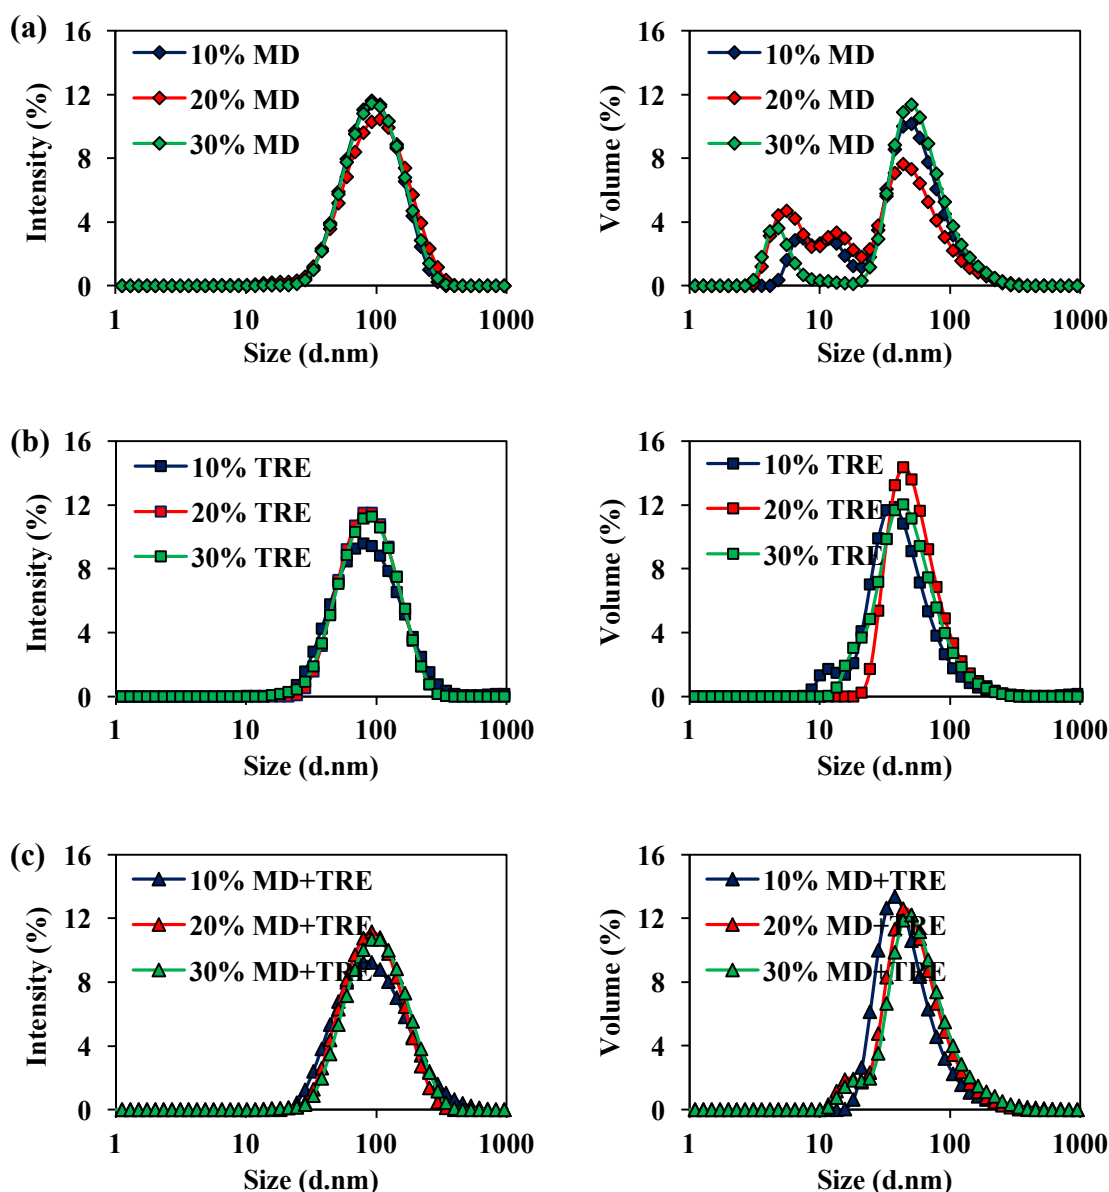 (a)
16
12
8
4
0
Intensity (%)
10% MD
20% MD
30% MD
1 10 100 1000
Size (d.nm)
16
12
8
4
0
Volume (%)
10% MD
20% MD
30% MD
1 10 100 1000
Size (d.nm)
(b)
16
12
8
4
0
Intensity (%)
10% TRE
20% TRE
30% TRE
1 10 100 1000
Size (d.nm)
16
12
8
4
0
Volume (%)
10% TRE
20% TRE
30% TRE
1 10 100 1000
Size (d.nm)
(c)
16
12
8
4
0
Intensity (%)
10% MD+TRE
20% MD+TRE
30% MD+TRE
1 10 100 1000
Size (d.nm)
16
12
8
4
0
Volume (%)
10% MD+TRE
20% MD+TRE
30% MD+TRE
1 10 100 1000
Size (d.nm)